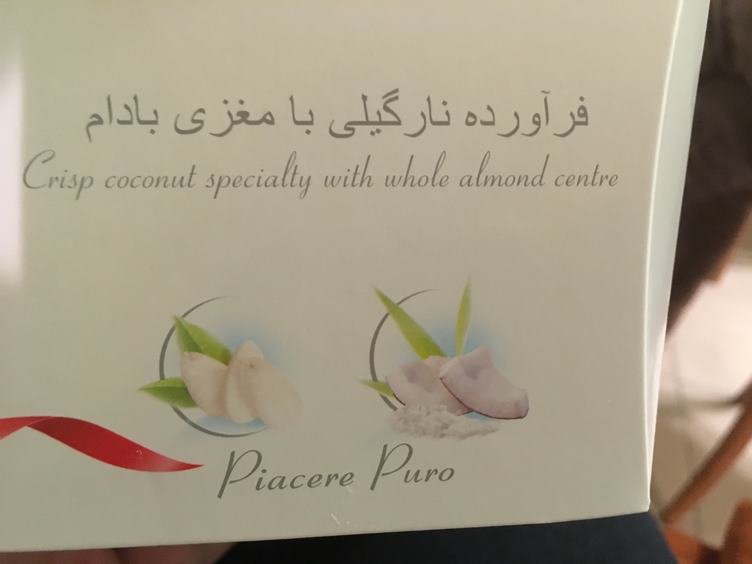 فرآورده نارگیلی با مغزی بادام
Crisp coconut specialty with whole almond centre
Piacere Puro